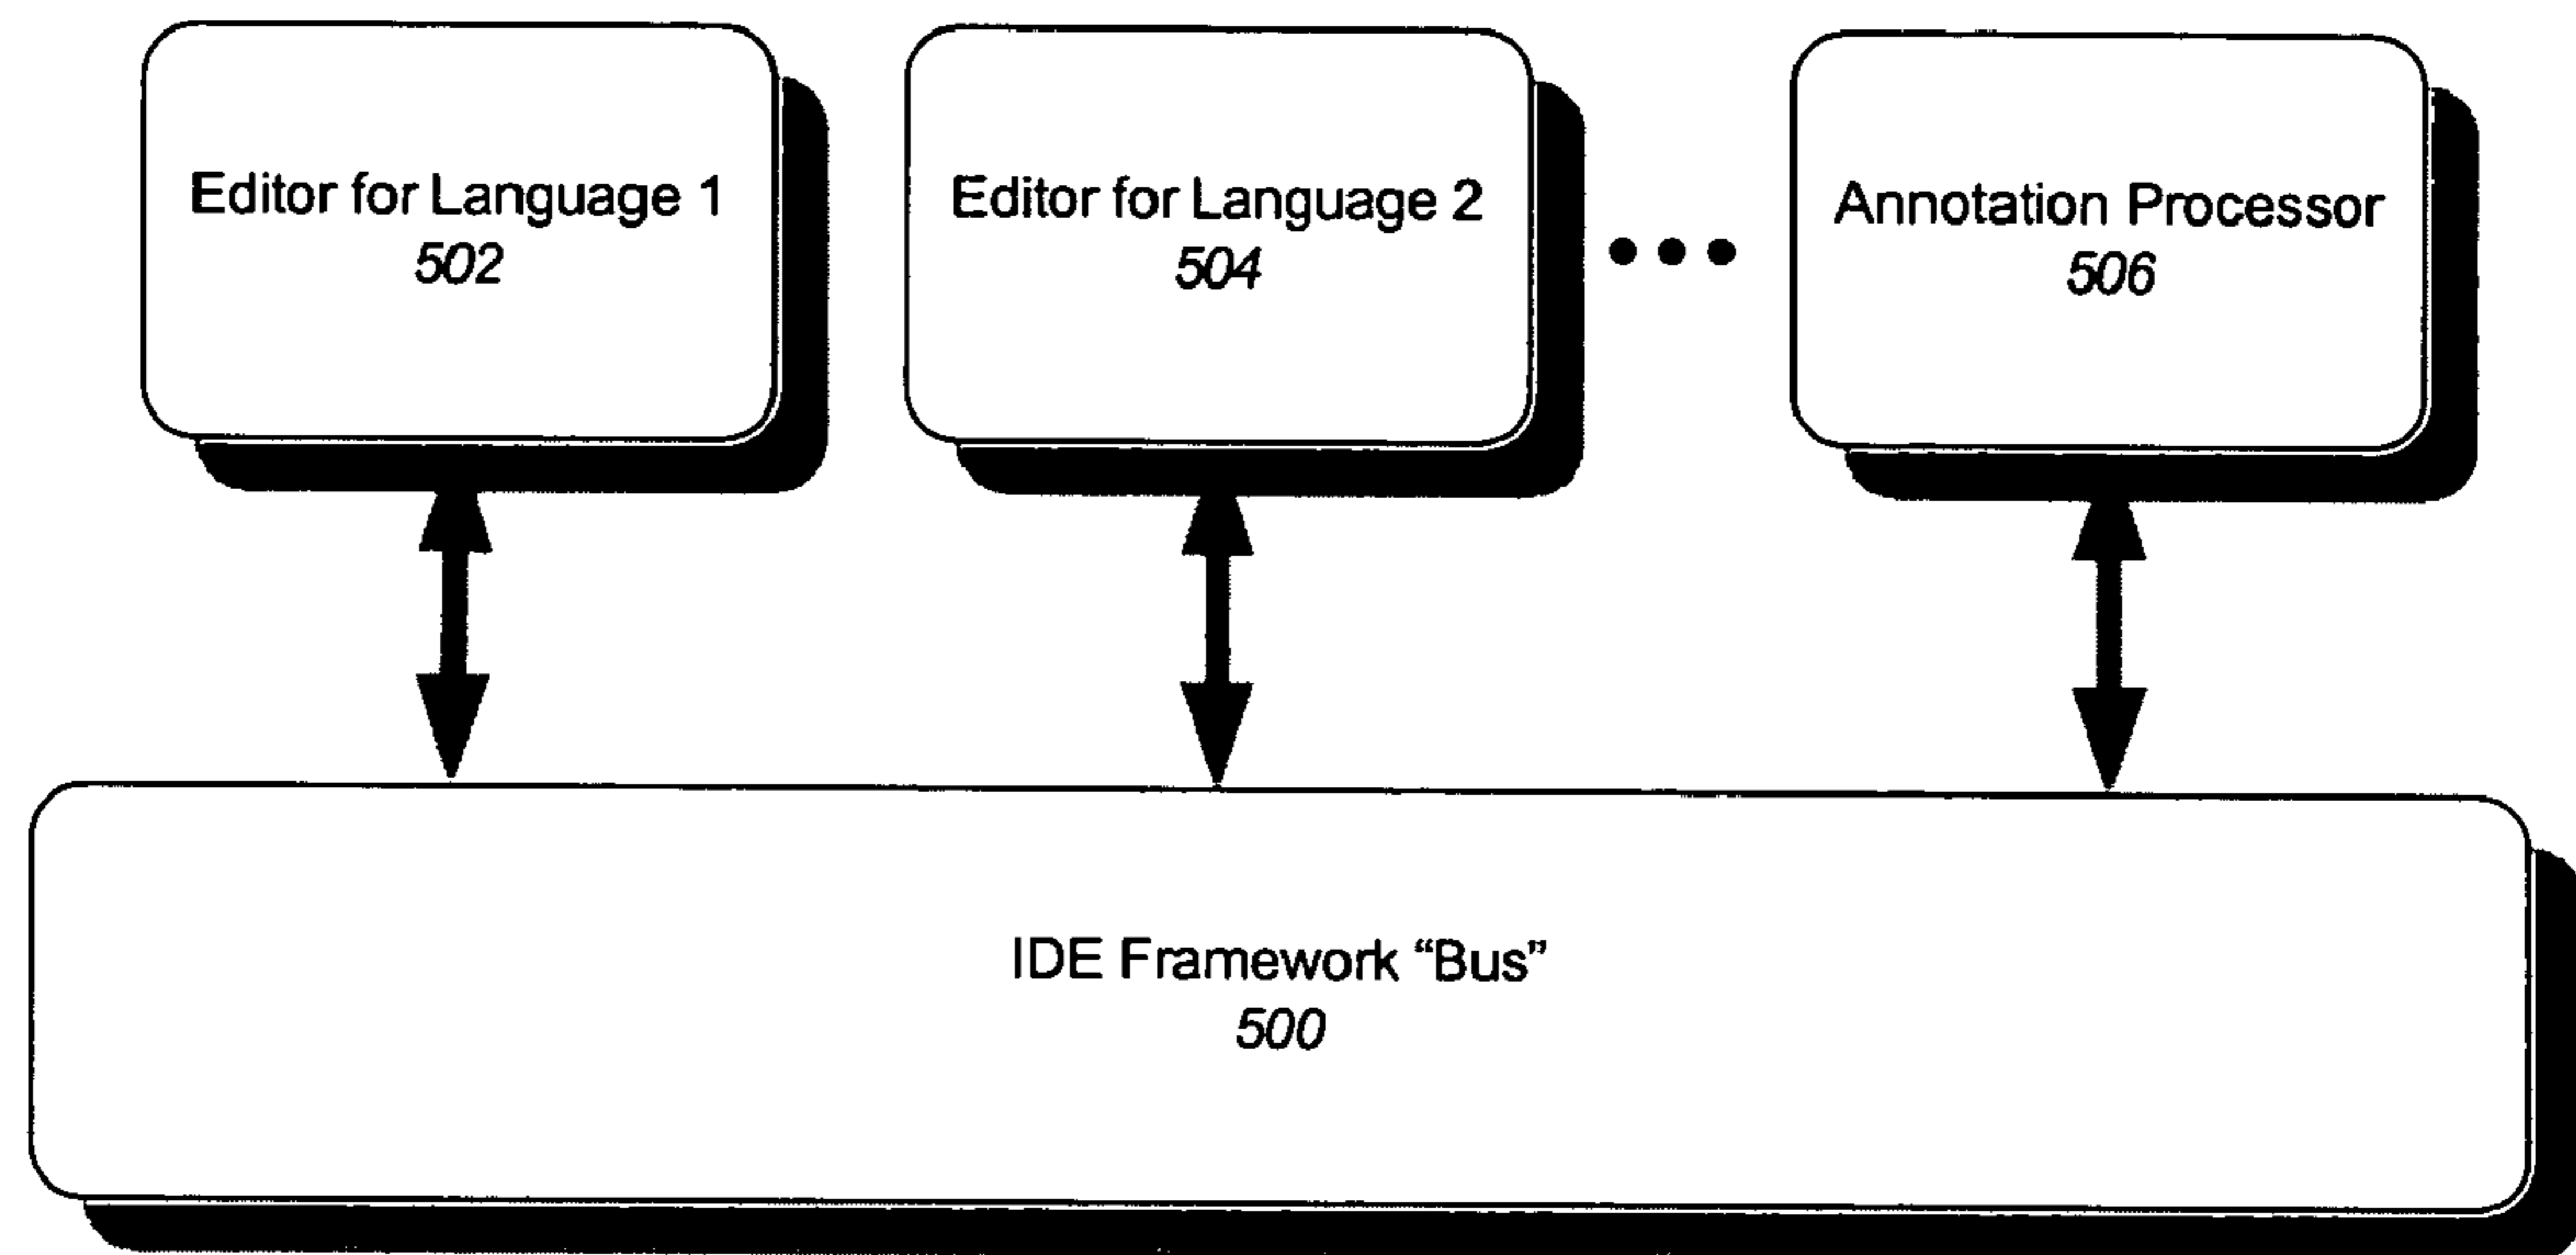 Editor for Language 1
502
Editor for Language 2
504
Annotation Processor
506
IDE Framework “Bus”
500